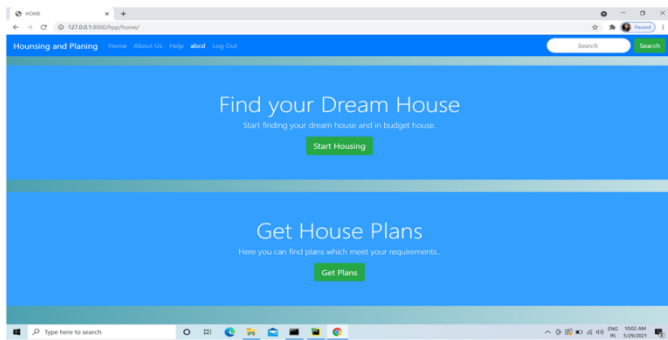 HOME
127.0.0.1:8000/hpp/home/
Paused
Hounsing and Planing Home About Us Help abcd Log Out Search Search
Find your Dream House
Start finding your dream house and in budget house.
Start Housing
Get House Plans
Here you can find plans which meet your requirements..
Get Plans
Type here to search
ENG 10:02 AM
IN 5/29/2021